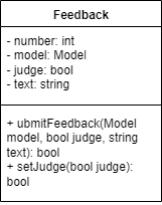 Feedback
- number: int
- model: Model
- judge: bool
- text: string
+ ubmitFeedback(Model
model, bool judge, string
text): bool
+ setJudge(bool judge):
bool